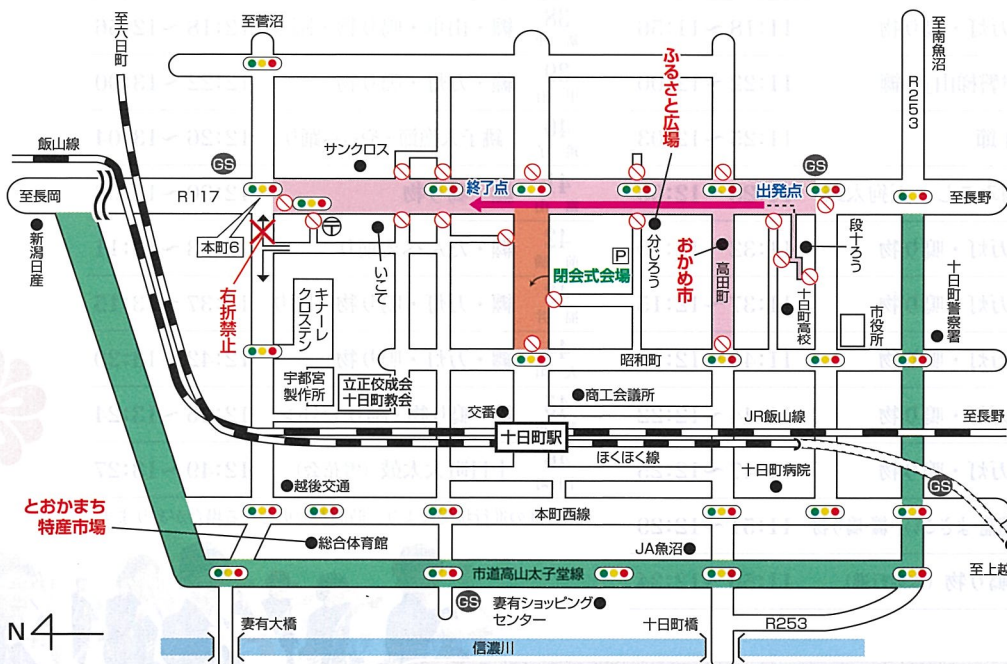 至六日町
至菅沼
至南魚沼
R253
ふるさと広場
飯山線
GS
サンクロス
GS
至長岡
R117
終了点
出発点
至長野
本町6
新潟日産
右折禁止
キナーレ
クロステン
〒
いこて
閉会式会場
P
分じろう
おかめ市
高田町
段十ろう
十日町高校
市役所
十日町警察署
昭和町
宇都宮
製作所
立正佼成会
十日町教会
交番
商工会議所
十日町駅
JR飯山線
至長野
ほくほく線
十日町病院
GS
越後交通
とおかまち
特産市場
本町西線
総合体育館
JA魚沼
至上越
市道高山太子堂線
GS
妻有ショッピング
センター
N
妻有大橋
十日町橋
R253
信濃川